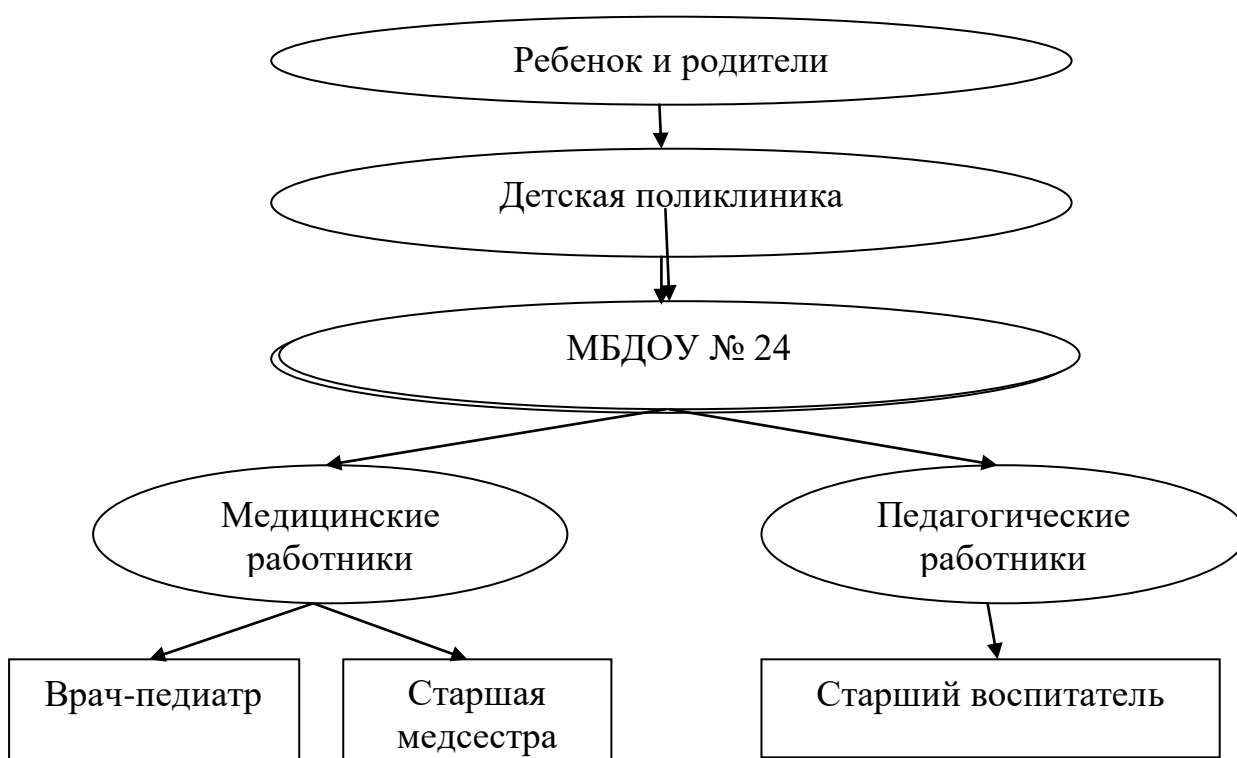 Ребенок и родители
Детская поликлиника
МБДОУ № 24
Медицинские
работники
Педагогические
работники
Врач-педиатр
Старшая
медсестра
Старший воспитатель